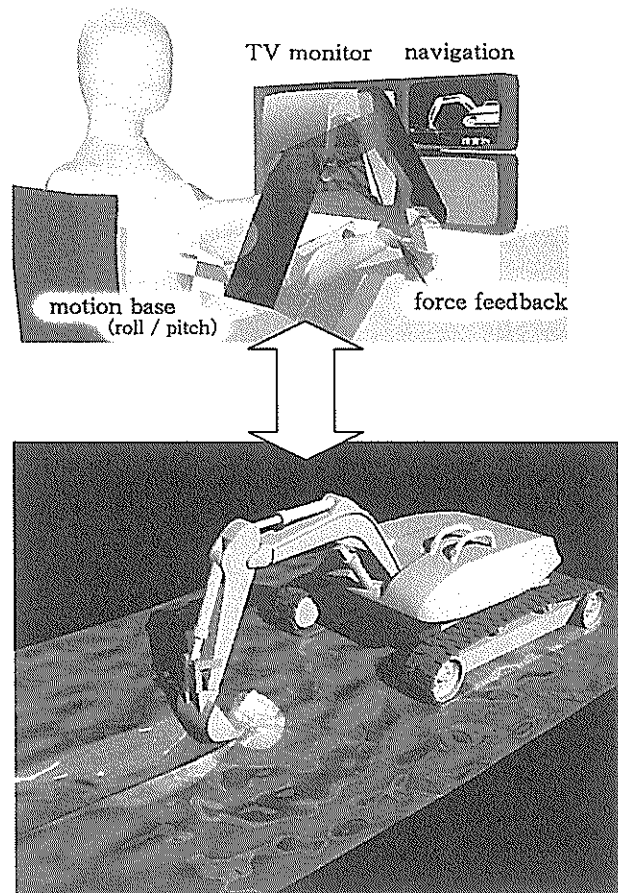 TV monitor navigation
motion base
(roll / pitch)
force feedback